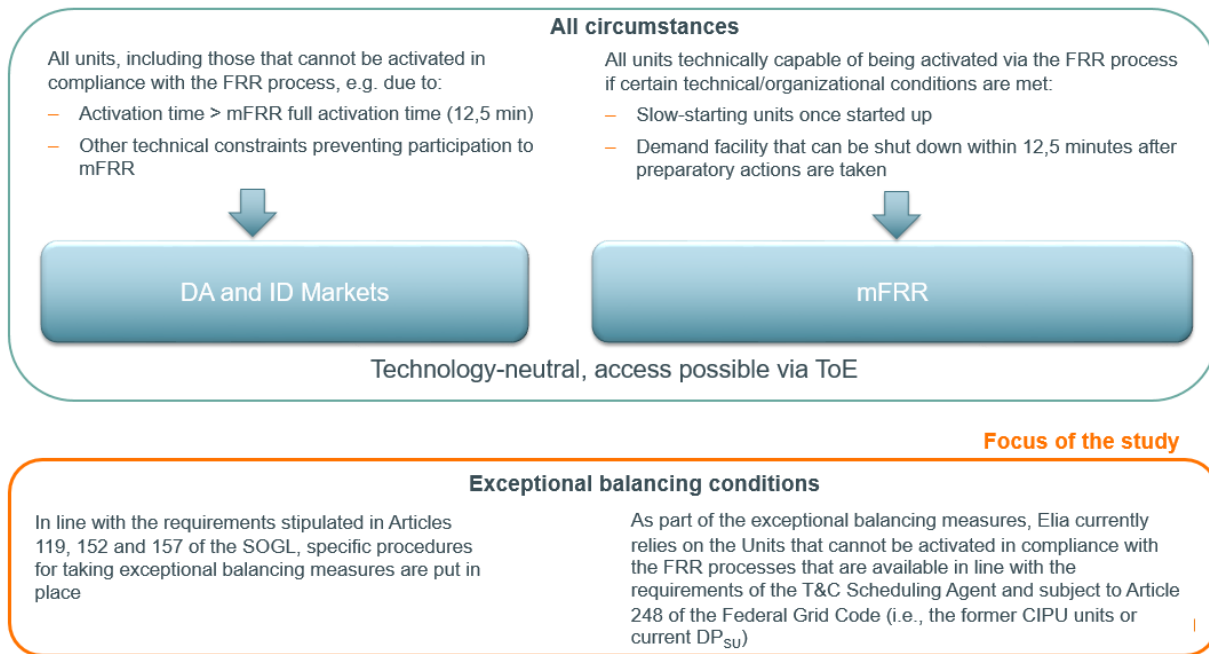 All circumstances
All units, including those that cannot be activated in
compliance with the FRR process, e.g. due to:
– Activation time > mFRR full activation time (12,5 min)
– Other technical constraints preventing participation to
mFRR
All units technically capable of being activated via the FRR process
if certain technical/organizational conditions are met:
– Slow-starting units once started up
– Demand facility that can be shut down within 12,5 minutes after
preparatory actions are taken
DA and ID Markets
mFRR
Technology-neutral, access possible via ToE
Focus of the study
Exceptional balancing conditions
In line with the requirements stipulated in Articles
119, 152 and 157 of the SOGL, specific procedures
for taking exceptional balancing measures are put in
place
As part of the exceptional balancing measures, Elia currently
relies on the Units that cannot be activated in compliance with
the FRR processes that are available in line with the
requirements of the T&C Scheduling Agent and subject to Article
248 of the Federal Grid Code (i.e., the former CIPU units or
current DPSU)